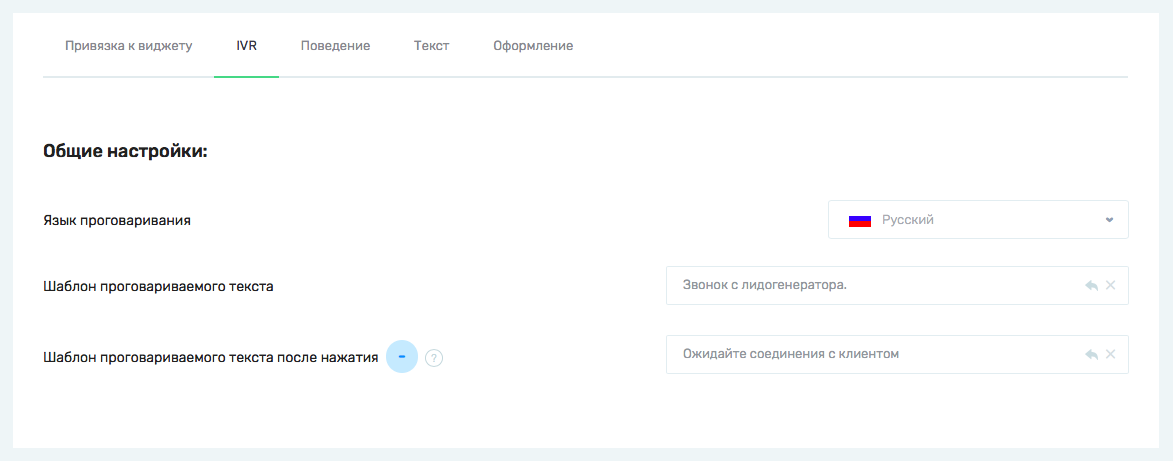 Привязка к виджету IVR Поведение Текст Оформление
Общие настройки:
Язык проговаривания Русский
Шаблон проговариваемого текста Звонок с лидогенератора.
Шаблон проговариваемого текста после нажатия - ? Ожидайте соединения с клиентом